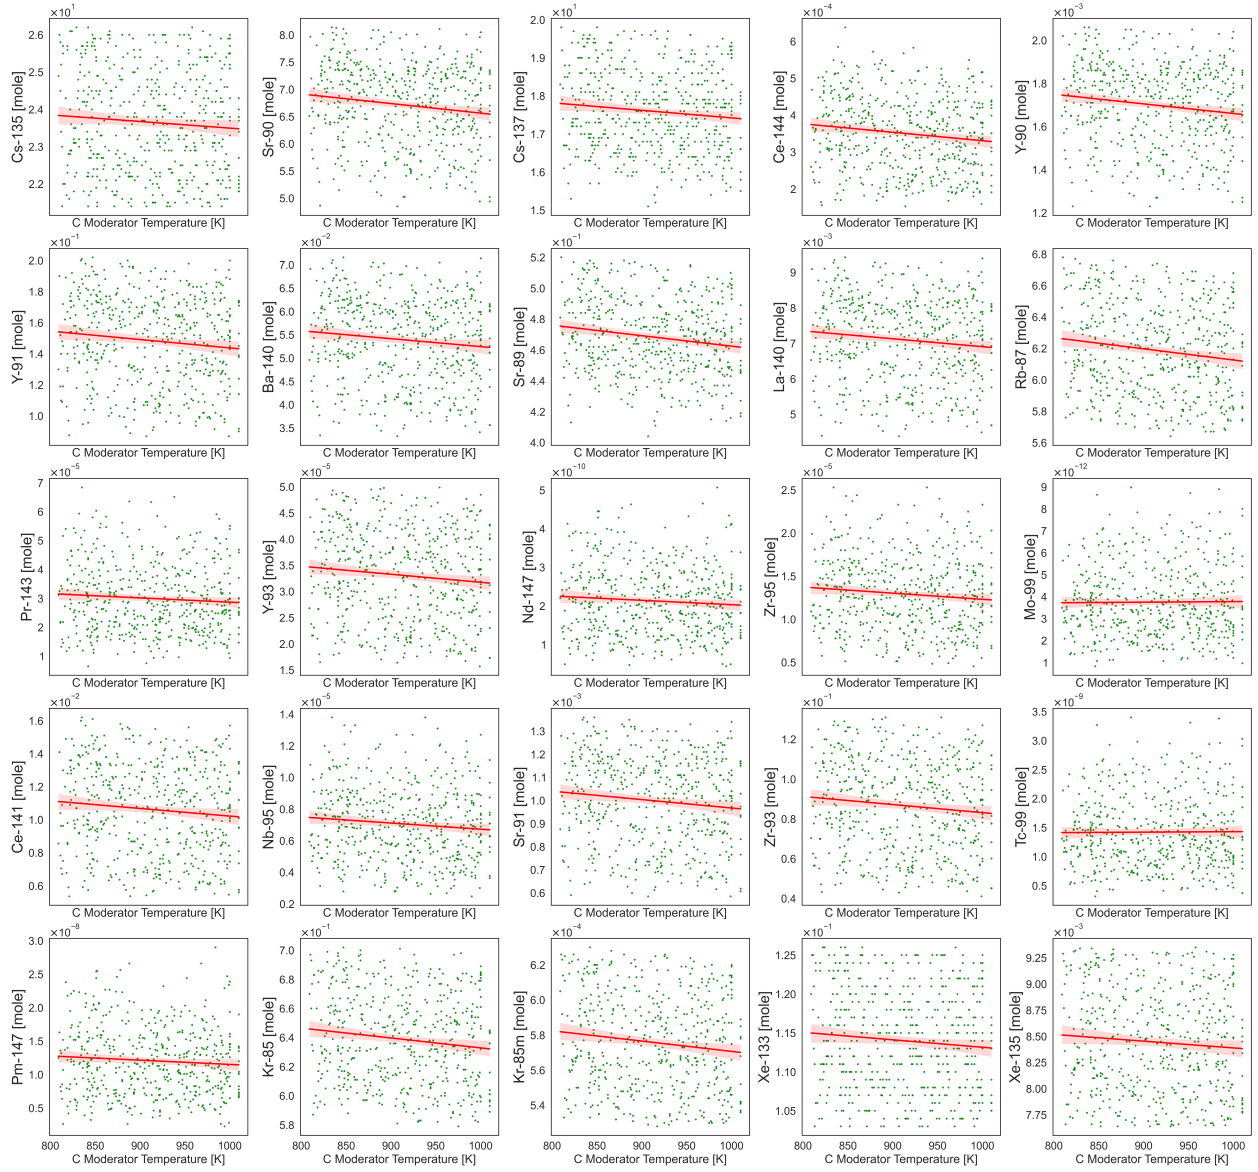 ×10¹ ×10¹ ×10⁻⁴ ×10⁻³
2.6 8.0 2.0 6 2.0
2.5 7.5 1.9 5 1.8
2.4 7.0 1.8 4 1.6
2.3 6.5 1.7 3 1.4
2.2 6.0 1.6 2 1.2
5.5 1.5
5.0
Cs-135 [mole] Sr-90 [mole] Cs-137 [mole] Ce-144 [mole] Y-90 [mole]
C Moderator Temperature [K] C Moderator Temperature [K] C Moderator Temperature [K] C Moderator Temperature [K] C Moderator Temperature [K]
×10⁻¹ ×10⁻² ×10⁻¹ ×10⁻³
2.0 7.0 5.2 9 6.8
1.8 6.5 5.0 8 6.6
1.6 6.0 4.8 7 6.4
1.4 5.5 4.6 6 6.2
1.2 5.0 4.4 5 6.0
1.0 4.5 4.2 5.8
4.0 4.0 5.6
3.5
Y-91 [mole] Ba-140 [mole] Sr-89 [mole] La-140 [mole] Rb-87 [mole]
C Moderator Temperature [K] C Moderator Temperature [K] C Moderator Temperature [K] C Moderator Temperature [K] C Moderator Temperature [K]
×10⁻⁵ ×10⁻⁵ ×10⁻¹⁰ ×10⁻⁵ ×10⁻¹²
7 5.0 5 2.5 9
6 4.5 4 2.0 8
5 4.0 3 1.5 7
4 3.5 2 1.0 6
3 3.0 1 0.5 5
2 2.5 4
1 2.0 3
1.5 2
1
Pr-143 [mole] Y-93 [mole] Nd-147 [mole] Zr-95 [mole] Mo-99 [mole]
C Moderator Temperature [K] C Moderator Temperature [K] C Moderator Temperature [K] C Moderator Temperature [K] C Moderator Temperature [K]
×10⁻² ×10⁻⁵ ×10⁻³ ×10⁻¹ ×10⁻⁹
1.6 1.4 1.3 1.2 3.5
1.4 1.2 1.2 1.0 3.0
1.2 1.0 1.1 0.8 2.5
1.0 0.8 1.0 0.6 2.0
0.8 0.6 0.9 0.4 1.5
0.6 0.4 0.8 1.0
0.2 0.7 0.5
0.6
Ce-141 [mole] Nb-95 [mole] Sr-91 [mole] Zr-93 [mole] Tc-99 [mole]
C Moderator Temperature [K] C Moderator Temperature [K] C Moderator Temperature [K] C Moderator Temperature [K] C Moderator Temperature [K]
×10⁻⁸ ×10⁻¹ ×10⁻⁴ ×10⁻¹ ×10⁻³
3.0 7.0 6.2 1.25 9.25
2.5 6.8 6.0 1.20 9.00
2.0 6.6 5.8 1.15 8.75
1.5 6.4 5.6 1.10 8.50
1.0 6.2 5.4 1.05 8.25
0.5 6.0 8.00
5.8 7.75
Pm-147 [mole] Kr-85 [mole] Kr-85m [mole] Xe-133 [mole] Xe-135 [mole]
800 850 900 950 1000 800 850 900 950 1000 800 850 900 950 1000 800 850 900 950 1000 800 850 900 950 1000
C Moderator Temperature [K] C Moderator Temperature [K] C Moderator Temperature [K] C Moderator Temperature [K] C Moderator Temperature [K]